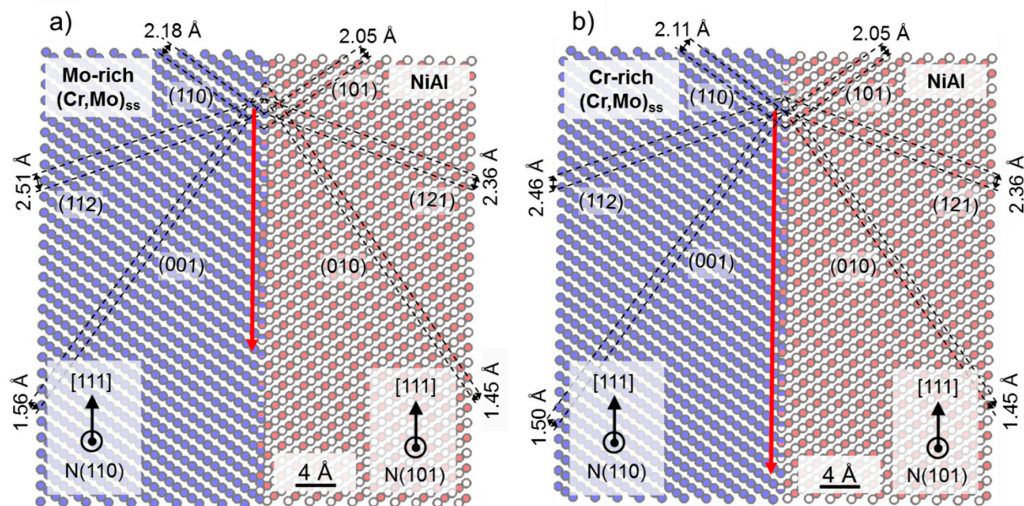 a)
2.18 Å
2.05 Å
Mo-rich
(Cr,Mo)ss
NiAl
(110)
(101)
2.51 Å
2.36 Å
(112)
(121)
(001)
(010)
1.56 Å
1.45 Å
[111]
[111]
N(110)
N(101)
4 Å
b)
2.11 Å
2.05 Å
Cr-rich
(Cr,Mo)ss
NiAl
(110)
(101)
2.46 Å
2.36 Å
(112)
(121)
(001)
(010)
1.50 Å
1.45 Å
[111]
[111]
N(110)
N(101)
4 Å